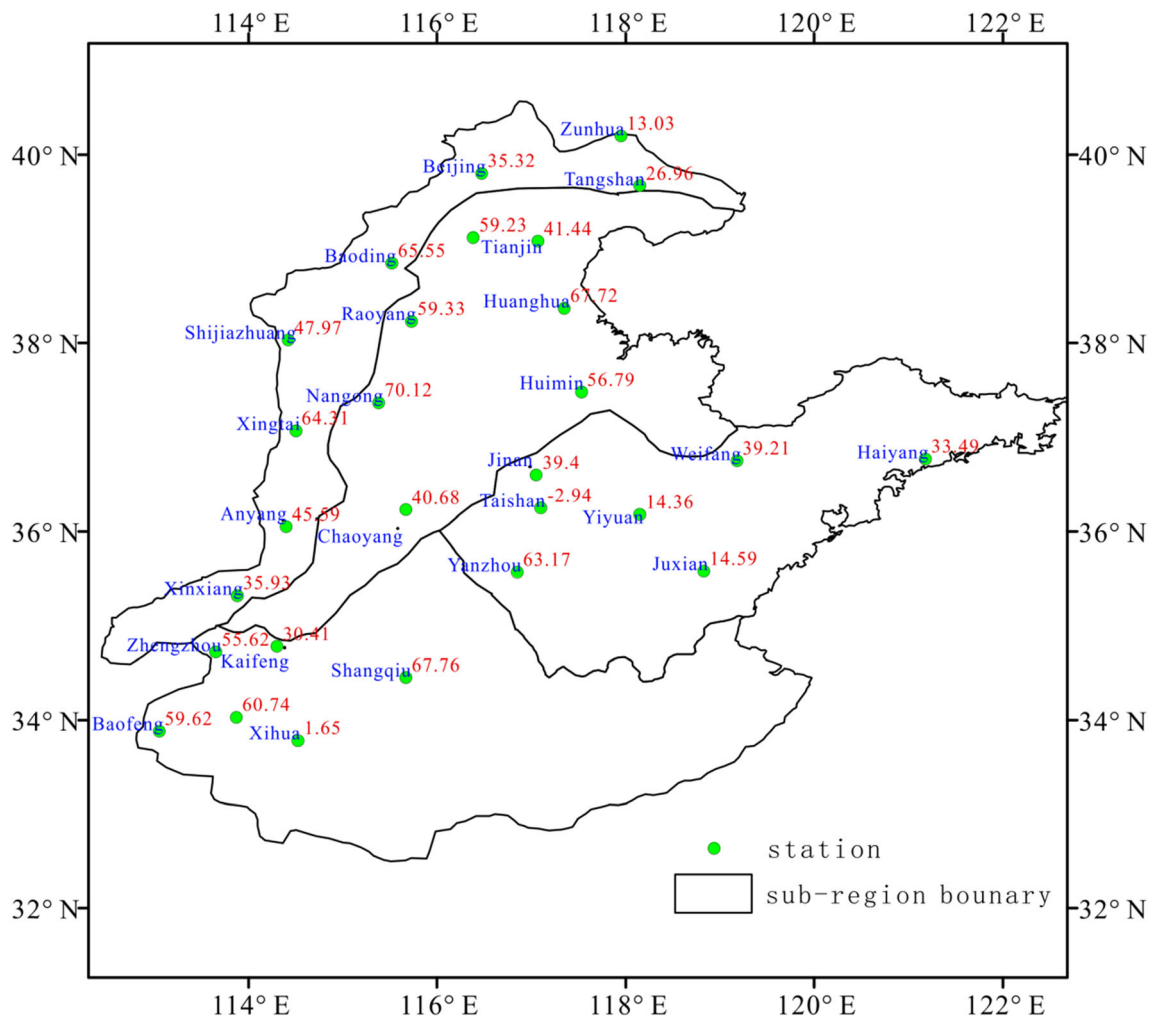 114° E 116° E 118° E 120° E 122° E
Zunhua 13.03
40° N 40° N
Beijing 35.32
Tangshan 26.96
59.23 41.44
Tianjin
Baoding 65.55
Huanghua 67.72
Raoyang 59.33
Shijiazhuang 47.97
38° N 38° N
Huimin 56.79
Nangong 70.12
Xingtai 64.31
Weifang 39.21
Haiyang 33.49
Jinan 39.4
Taishan -2.94
40.68
Yiyuan 14.36
Anyang 45.59
36° N 36° N
Chaoyang
Yanzhou 63.17
Juxian 14.59
Xinxiang 35.93
Zhengzhou 55.62
30.41
Kaifeng
Shangqiu 67.76
60.74
34° N 34° N
Baofeng 59.62
Xihua 1.65
station
sub-region bounary
32° N 32° N
114° E 116° E 118° E 120° E 122° E